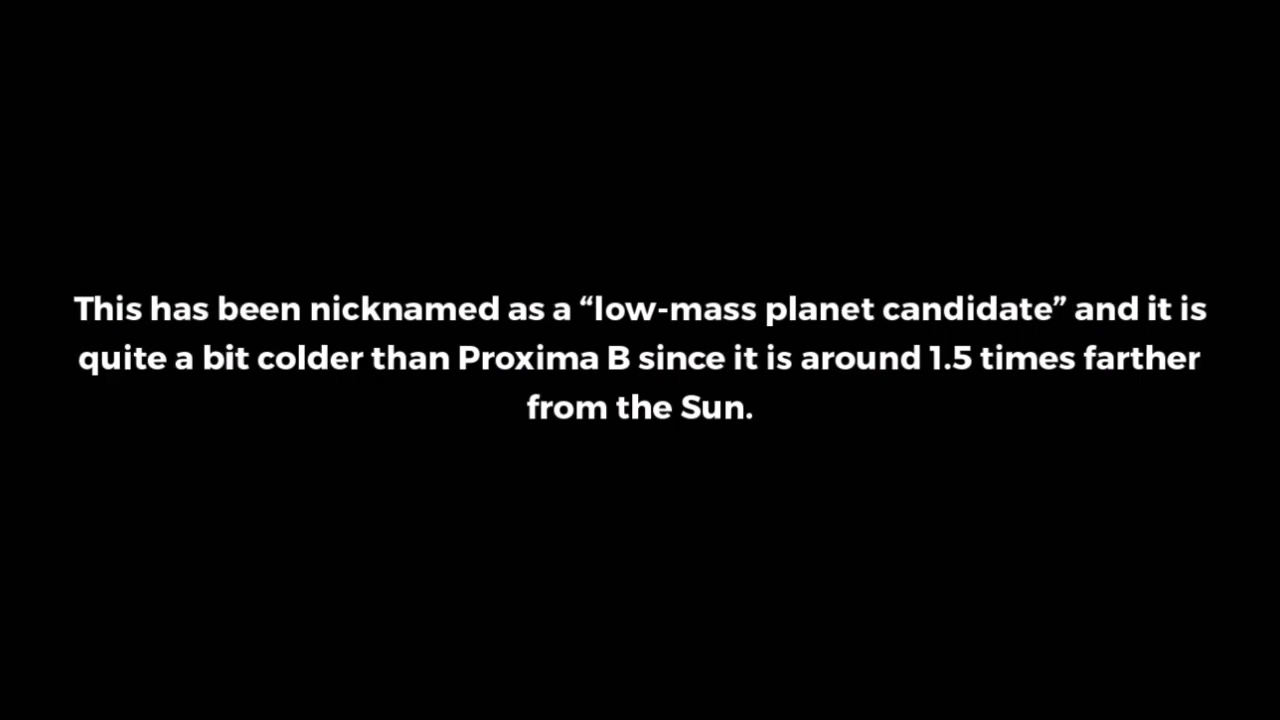 This has been nicknamed as a “low-mass planet candidate” and it is
quite a bit colder than Proxima B since it is around 1.5 times farther
from the Sun.